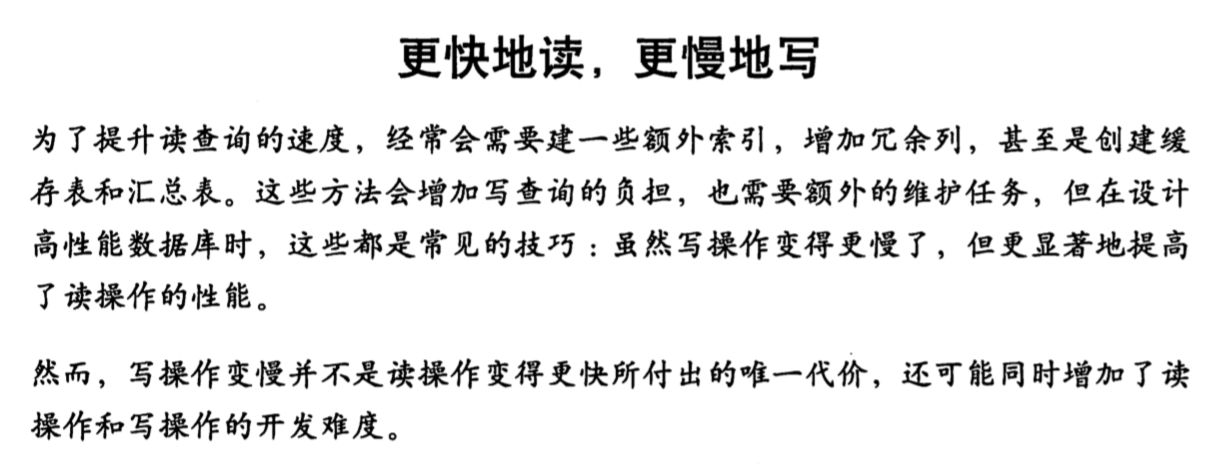 更快地读，更慢地写
为了提升读查询的速度，经常会需要建一些额外索引，增加冗余列，甚至是创建缓
存表和汇总表。这些方法会增加写查询的负担，也需要额外的维护任务，但在设计
高性能数据库时，这些都是常见的技巧：虽然写操作变得更慢了，但更显著地提高
了读操作的性能。
然而，写操作变慢并不是读操作变得更快所付出的唯一代价，还可能同时增加了读
操作和写操作的开发难度。